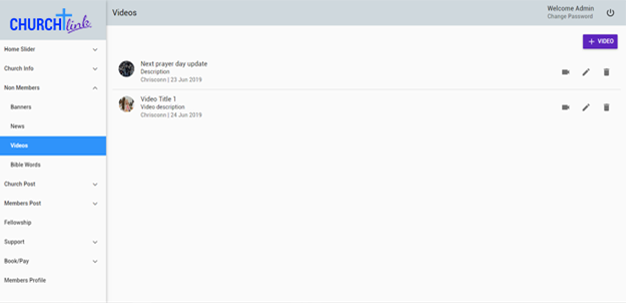 CHURCH link
Videos
Welcome Admin
Change Password
Home Slider
Church Info
Non Members
Banners
News
Videos
Bible Words
Church Post
Members Post
Fellowship
Support
Book/Pay
Members Profile
+ VIDEO
Next prayer day update
Description
Chrisconn | 23 Jun 2019
Video Title 1
Video description
Chrisconn | 24 Jun 2019